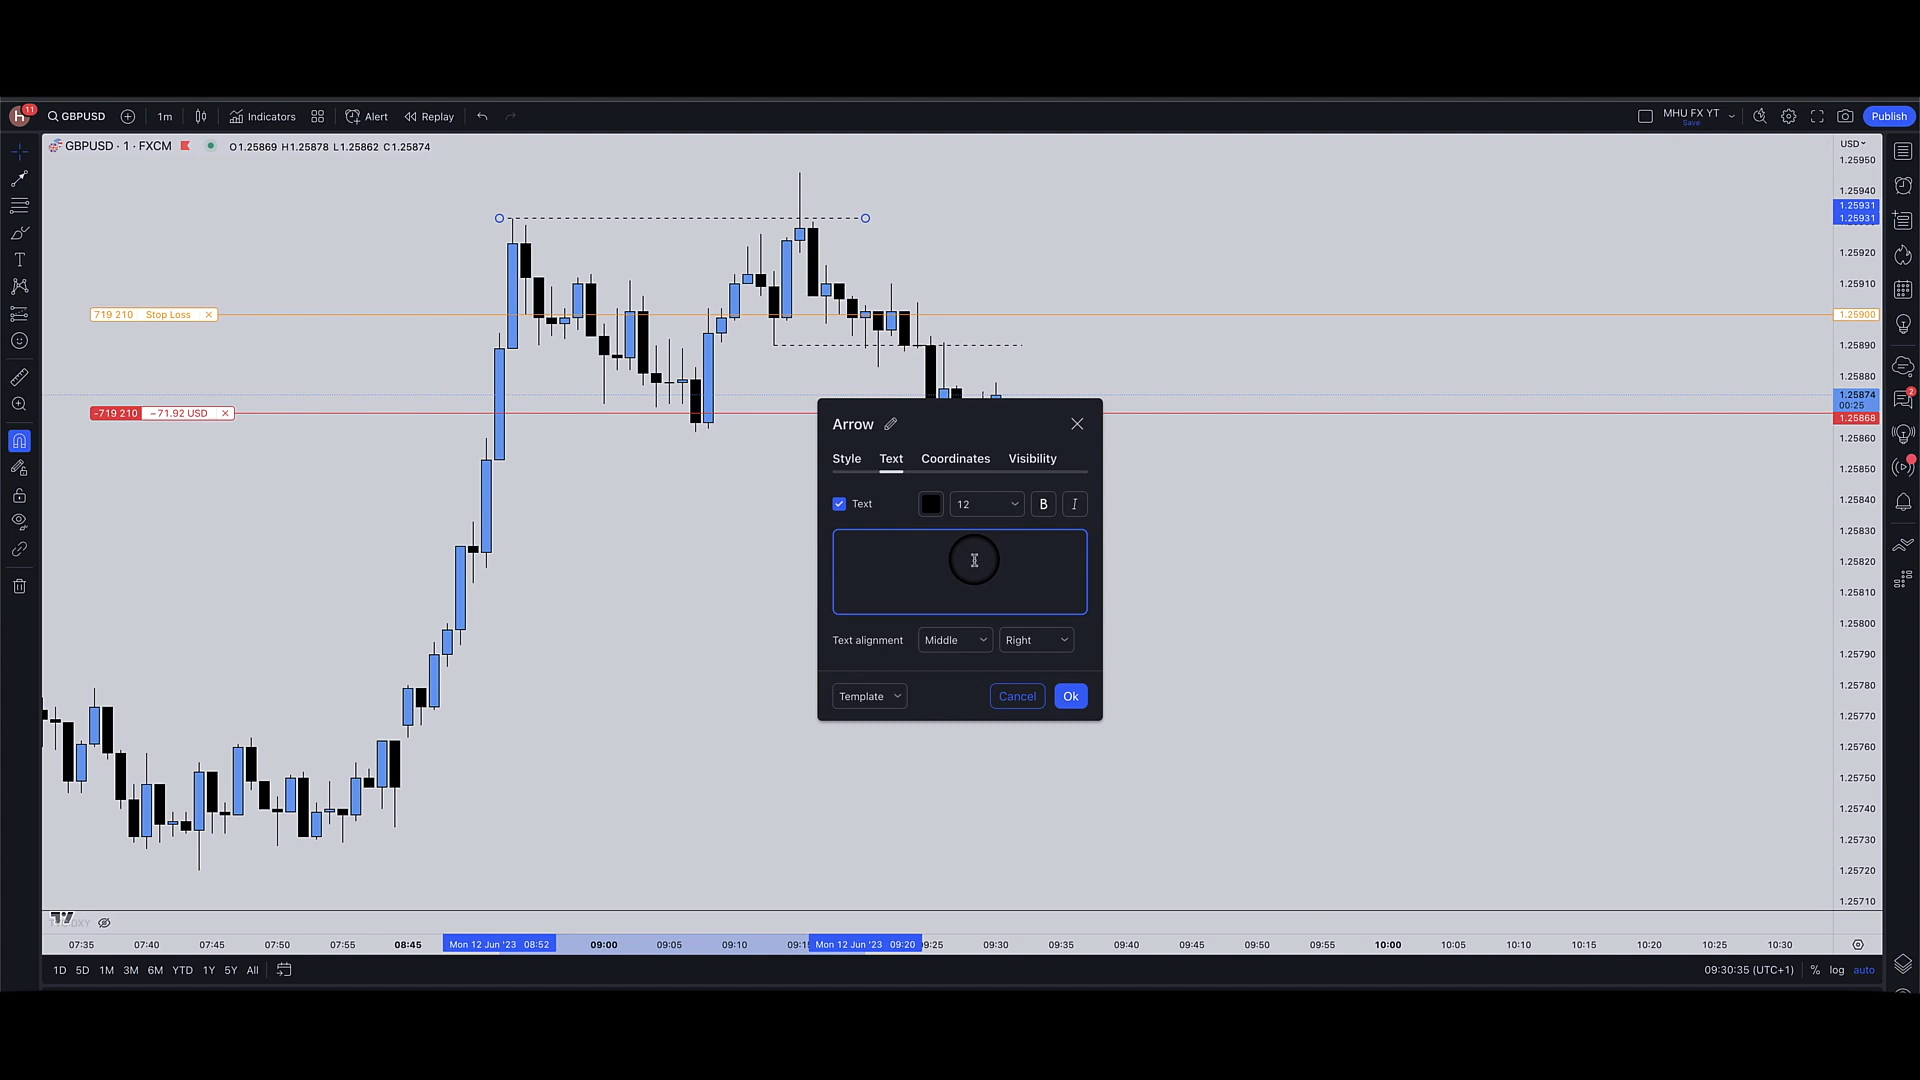 h 11 GBPUSD 1m Indicators Alert Replay MHU FX YT Save Publish
GBPUSD · 1 · FXCM O1.25869 H1.25878 L1.25862 C1.25874
USD
1.25950
1.25940
1.25931
1.25931
1.25920
1.25910
719 210 Stop Loss × 1.25900
1.25890
1.25880
1.25874
00:25
-719 210 −71.92 USD × 1.25868
1.25860
1.25850
1.25840
1.25830
1.25820
1.25810
1.25800
1.25790
1.25780
1.25770
1.25760
1.25750
1.25740
1.25730
1.25720
1.25710
2
Arrow
Style Text Coordinates Visibility
Text 12 B I
Text alignment Middle Right
Template Cancel Ok
07:35 07:40 07:45 07:50 07:55 08:45 Mon 12 Jun '23 08:52 09:00 09:05 09:10 09:15 Mon 12 Jun '23 09:20 09:25 09:30 09:35 09:40 09:45 09:50 09:55 10:00 10:05 10:10 10:15 10:20 10:25 10:30
1D 5D 1M 3M 6M YTD 1Y 5Y All 09:30:35 (UTC+1) % log auto